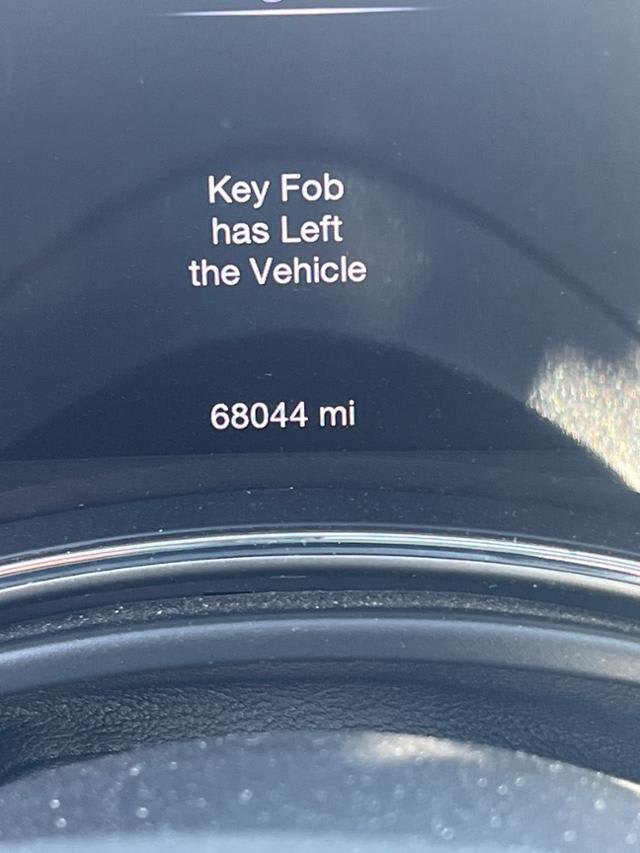 Key Fob
has Left
the Vehicle
68044 mi